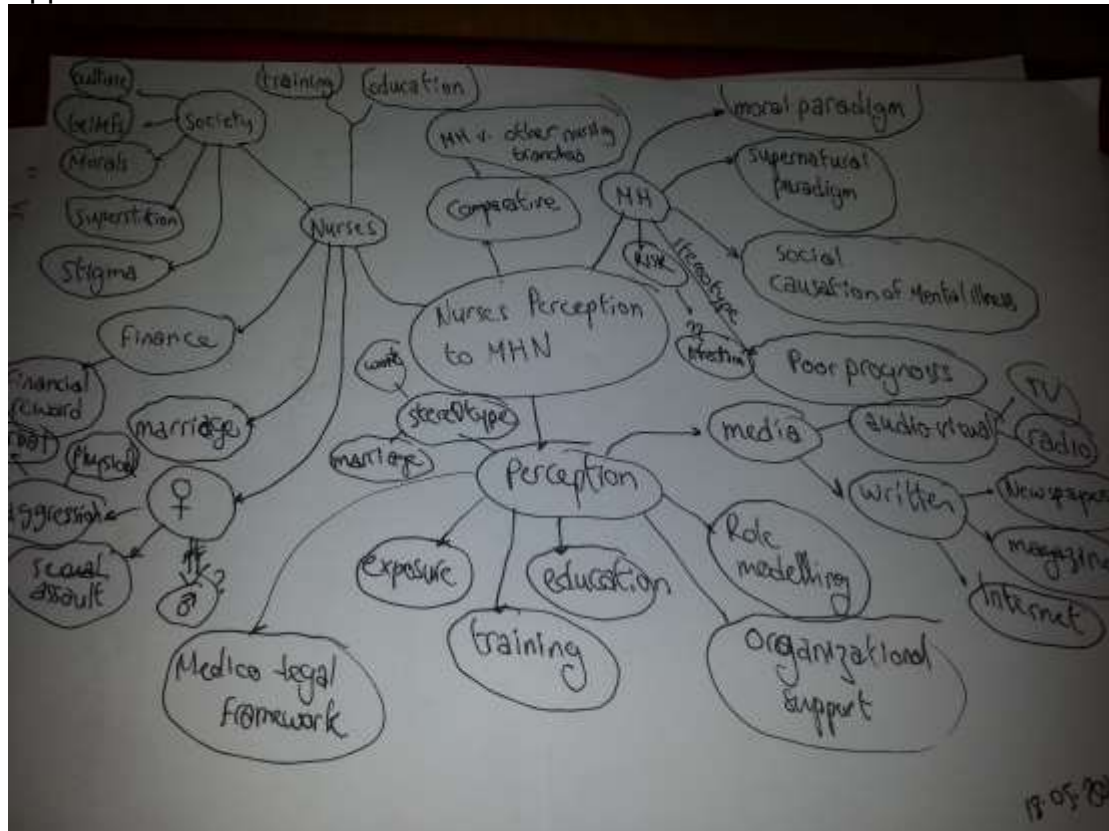 culture
beliefs
Morals
superstition
stigma
Society
training
education
Nurses
MH v. other nursing
branches
Comparative
MH
moral paradigm
supernatural
paradigm
social
causation of Mental illness
Risk
stereotype
Poor prognosis
Nurses Perception
to MHN
Finance
Financial
reward
marriage
Physical
aggression
sexual
assault
♀
♂
?
stereotype
marriage
Perception
media
audio visual
TV
radio
written
Newspaper
magazine
Internet
exposure
training
education
Role
modelling
organizational
support
Medico legal
framework